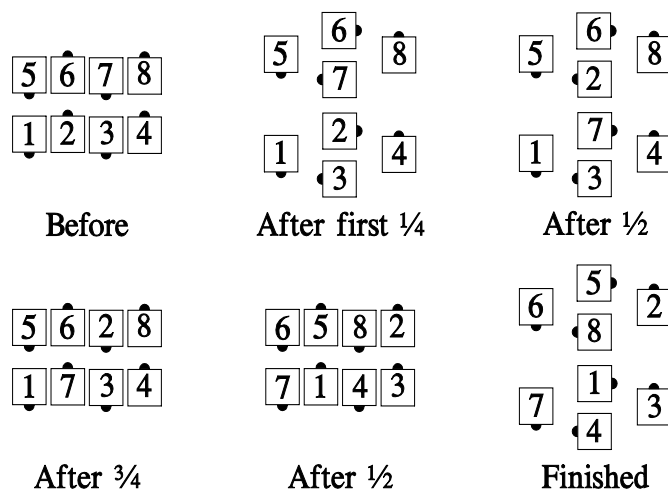 5 6 7 8
1 2 3 4
Before
6
5 8
7
2
1 4
3
After first ¼
6
5 8
2
7
1 4
3
After ½
5 6 2 8
1 7 3 4
After ¾
6 5 8 2
7 1 4 3
After ½
5
6 2
8
1
7 3
4
Finished